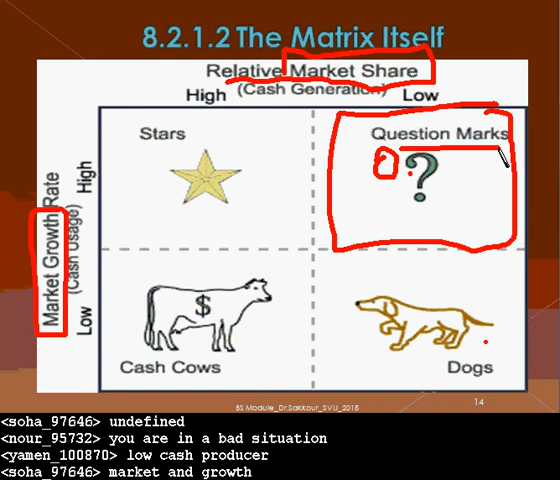 8.2.1.2 The Matrix Itself
Relative Market Share
(Cash Generation)
High Low
Market Growth Rate
(Cash Usage)
High
Low
Stars
Question Marks
?
$
Cash Cows
Dogs
BS Module_Dr.Sakkour_SVU_2018
14
<soha_97646> undefined
<nour_95732> you are in a bad situation
<yamen_100870> low cash producer
<soha_97646> market and growth